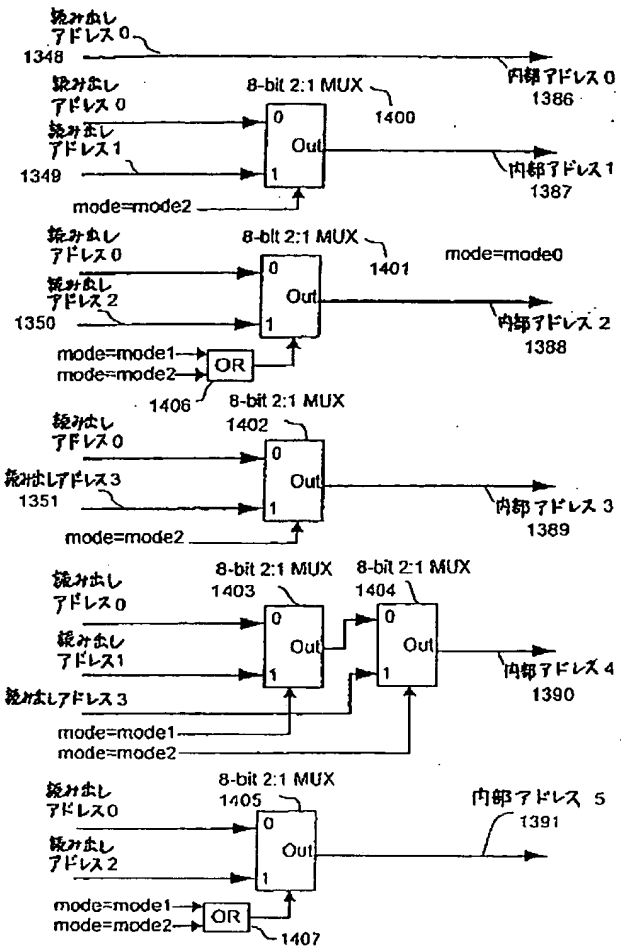 読み出し
アドレス0
1348
内部アドレス0
1386
読み出し
アドレス0
8-bit 2:1 MUX
1400
0
読み出し
アドレス1
Out
1349
1
内部アドレス1
1387
mode=mode2
読み出し
アドレス0
8-bit 2:1 MUX
1401
mode=mode0
0
読み出し
アドレス2
Out
1350
1
内部アドレス2
1388
mode=mode1
mode=mode2
OR
1406
8-bit 2:1 MUX
1402
読み出し
アドレス0
0
読み出しアドレス3
1351
Out
1
内部アドレス3
1389
mode=mode2
8-bit 2:1 MUX
1403
8-bit 2:1 MUX
1404
読み出し
アドレス0
0
0
読み出し
アドレス1
Out
Out
1
1
内部アドレス4
1390
読み出しアドレス3
mode=mode1
mode=mode2
8-bit 2:1 MUX
1405
読み出し
アドレス0
0
内部アドレス 5
1391
読み出し
アドレス2
Out
1
mode=mode1
mode=mode2
OR
1407